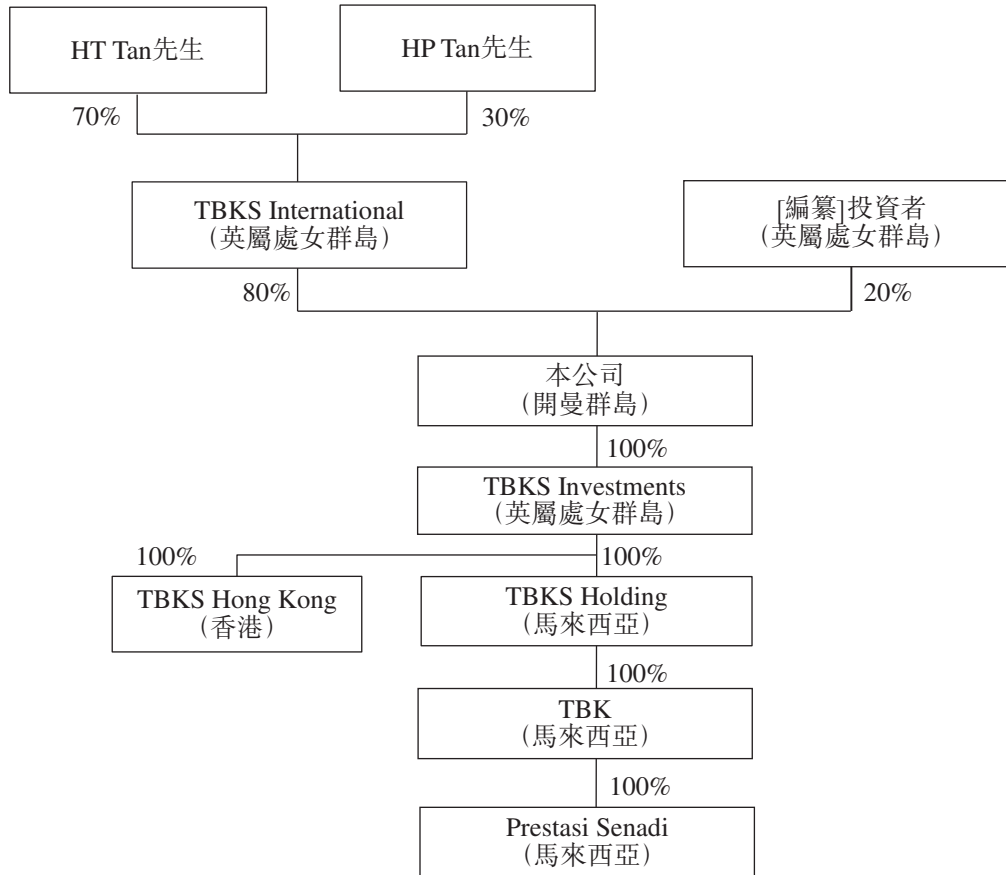 HT Tan先生
HP Tan先生
70%
30%
TBKS International
（英屬處女群島）
[編纂]投資者
（英屬處女群島）
80%
20%
本公司
（開曼群島）
100%
TBKS Investments
（英屬處女群島）
100%
100%
TBKS Hong Kong
（香港）
TBKS Holding
（馬來西亞）
100%
TBK
（馬來西亞）
100%
Prestasi Senadi
（馬來西亞）